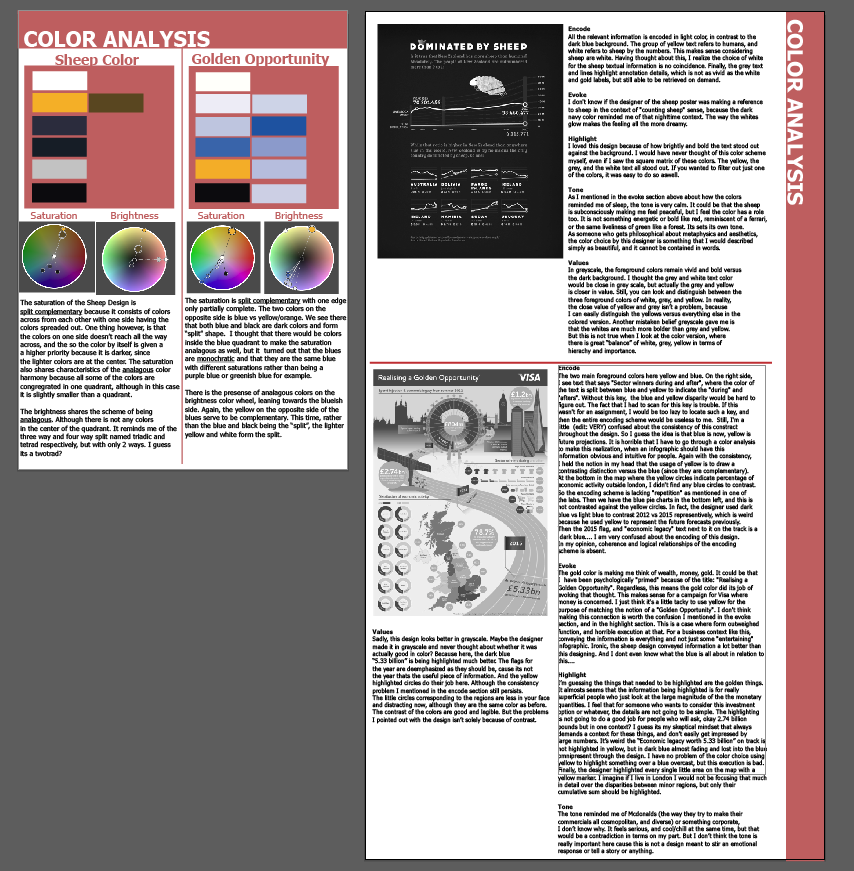 COLOR ANALYSIS
Sheep Color
Golden Opportunity
Saturation
Brightness
Saturation
Brightness
The saturation of the Sheep Design is
split complementary because it consists of colors
across from each other with one side having the
colors spreaded out. One thing however, is that
the colors on one side doesn't reach all the way
across, and the so the color by itself is given a
a higher priority because it is darker, since
the lighter colors are at the center. The saturation
also shares characteristics of the analagous color
harmony because all some of the colors are
congregated in one quadrant, although in this case
it is slightly smaller than a quadrant.
The brightness shares the scheme of being
analagous. Although there is not any colors
in the center of the quadrant. It reminds me of the
three way and four way split named triadic and
tetrad respectively, but with only 2 ways. I guess
its a twotrad?
The saturation is split complementary with one edge
only partially complete. The two colors on the
opposite side is blue vs yellow/orange. We see there
that both blue and black are dark colors and form
"split" shape. I thought that there would be colors
inside the blue quadrant to make the saturation
analagous as well, but it turned out that the blues
are monocratic and that they are the same blue
with different saturations rather than being a
purple blue or greenish blue for example.
There is the presense of analagous colors on the
brightness color wheel, leaning towards the blueish
side. Again, the yellow on the opposite side of the
blues serve to be complementary. This time, rather
than the blue and black being the "split", the lighter
yellow and white form the split.
COLOR ANALYSIS
DOMINATED BY SHEEP
AUSTRALIA BOLIVIA FAROE ISLANDS ICELAND
IRELAND NAMIBIA SUDAN URUGUAY
Encode
All the relevant information is encoded in light color, in contrast to
the dark blue background. The group of yellow text refers to humans, and
white refers to sheep by the numbers. This makes sense considering
sheep are white. Having thought about this, I realize the choice of white
for the sheep textual information is no coincidence. Finally, the grey text
and lines highlight annotation details, which is not as vivid as the white
and gold labels, but still able to be retrieved on demand.
Evoke
I don't know if the designer of the sheep poster was making a reference
to sheep in the context of "counting sheep" sense, because the dark
navy color reminded me of that nighttime context. The way the whites
glow makes the feeling all the more dreamy.
Highlight
I loved this design because of how brightly and bold the text stood out
against the background. I would have never thought of this color scheme
myself, even if I saw the square matrix of these colors. The yellow, the
grey, and the white text all stood out. If you wanted to filter out just one
of the colors, it was easy to do so aswell.
Tone
As I mentioned in the evoke section above about how the colors
reminded me of sheep, the tone is very calm. It could be that the sheep
is subconsciously making me feel peaceful, but I feel the color has a role
too. It is not something energetic or bold like red, reminiscent of a ferrari,
or the same liveliness of green like a forest. Its sets its own tone.
As someone who gets philosophical about metaphysics and aesthetics,
the color choice by this designer is something that I would described
simply as beautiful, and it cannot be contained in words.
Values
In greyscale, the foreground colors remain vivid and bold versus
the dark background. I thought the grey and white color
would be close in grey scale, but actually the grey and yellow
is closer in value. Still, you can look and distinguish between the
three foreground colors of white, grey, and yellow. In reality,
the close value of yellow and grey isn't a problem, because
I can easily distinguish the yellows versus everything else in the
colored version. Another mistaken belief greyscale gave me is
that the whites are much more bolder than grey and yellow.
But this is not true when I look at the color version, where
there is great "balance" of white, grey, yellow in terms of
hierachy and importance.
Realising a Golden Opportunity
VISA
£1.2bn
£2.74bn
78.7%
2015
£5.33bn
Values
Sadly, this design looks better in grayscale. Maybe the designer
made it in grayscale and never thought about whether it was
actually good in color? Because here, the dark blue
"5.33 billion" is being highlighted much better. The flags for
the year are deemphasized as they should be, cause its not
the year thats the useful piece of information. And the yellow
highlighted circles do their job here. Although the consistency
problem I mentioned in the encode section still persists.
The little circles corresponding to the regions are less in your face
and distracting now, although they are the same color as before.
The contrast of the colors are good and legible. But the problems
I pointed out with the design isn't solely because of contrast.
Encode
The two main foreground colors here yellow and blue. On the right side,
I see text that says "Sector winners during and after", where the color of
the text is split between blue and yellow to indicate the "during" and
"afters". Without this key, the blue and yellow disparity would be hard to
figure out. The fact that I had to scan for this key is trouble. If this
wasn't for an assignment, I would be too lazy to locate such a key, and
then the entire encoding scheme would be useless to me. Still, I'm a
little (edit: VERY) confused about the consistency of this construct
throughout the design. So I guess the idea is that blue is now, yellow is
future projections. It is horrible that I have to go through a color analysis
to make this realization, when an infographic should have this
information obvious and intuitive for people. Again with the consistency,
I held the notion in my head that the usage of yellow is to draw a
contrasting distinction versus the blue (since they are complementary).
At the bottom in the map where the yellow circles indicate percentage of
economic activity outside london, I didn't find any blue circles to contrast.
So the encoding scheme is lacking "repetition" as mentioned in one of
the labs. Then we have the blue pie charts in the bottom left, and this is
not contrasted against the yellow circles. In fact, the designer used dark
blue vs light blue to contrast 2012 vs 2015 representively, which is weird
because he used yellow to represent the future forecasts previously.
Then the 2015 flag, and "economic legacy" text next to it on the track is a
dark blue.... I am very confused about the encoding of this design.
In my opinion, coherence and logical relationships of the encoding
scheme is absent.
Evoke
The gold color is making me think of wealth, money, gold. It could be that
I have been psychologically "primed" because of the title: "Realising a
Golden Opportunity". Regardless, this means the gold color did its job of
evoking that thought. This makes sense for a campaign for Visa where
money is concerned. I just think it's a little tacky to use yellow for the
purpose of matching the notion of a "Golden Opportunity". I don't think
making this connection is worth the confusion I mentioned in the evoke
section, and in the highlight section. This is a case where form outweighed
function, and horrible execution at that. For a business context like this,
conveying the information is everything and not just some "entertaining"
infographic. Ironic, the sheep design conveyed information a lot better than
this designing. And I dont even know what the blue is all about in relation to
this....
Highlight
I'm guessing the things that needed to be highlighted are the golden things.
It almosts seems that the information being highlighted is for really
superficial people who just look at the large magnitude of the the monetary
quantities. I feel that for someone who wants to consider this investment
option or whatever, the details are not going to be simple. The highlighting
is not going to do a good job for people who will ask, okay 2.74 billion
pounds but in one context? I guess its my skeptical mindset that always
demands a context for these things, and don't easily get impressed by
large numbers. It's weird the "Economic legacy worth 5.33 billion" on track is
not highlighted in yellow, but in dark blue almost fading and lost into the blue
omnipresent through the design. I have no problem of the color choice using
yellow to highlight something over a blue overcast, but this execution is bad.
Finally, the designer highlighted every single little area on the map with a
yellow marker. I imagine if I live in London I would not be focusing that much
in detail over the disparities between minor regions, but only their
cumulative sum should be highlighted.
Tone
The tone reminded me of Mcdonalds (the way they try to make their
commercials all cosmopolitan, and diverse) or something corporate,
I don't know why. It feels serious, and cool/chill at the same time, but that
would be a contradiction in terms on my part. But I don't think the tone is
really important here cause this is not a design meant to stir an emotional
response or tell a story or anything.
COLOR ANALYSIS